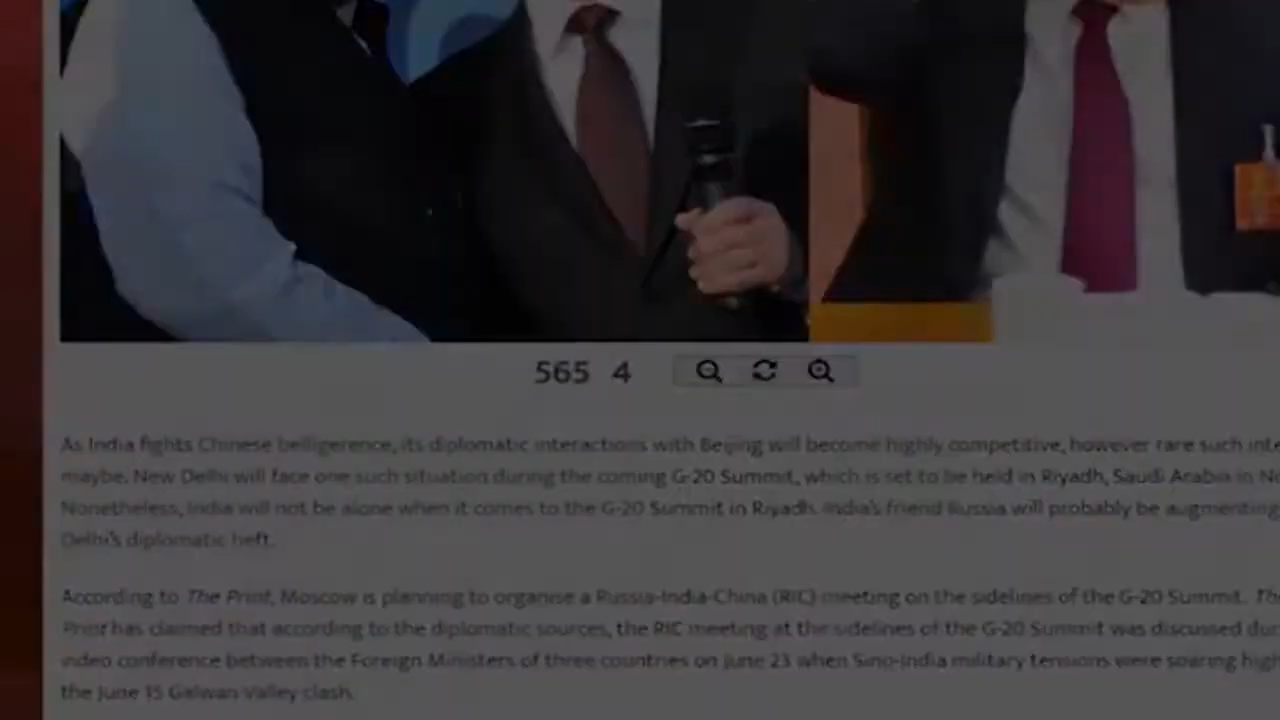 565 4
As India fights Chinese belligerence, its diplomatic interactions with Beijing will become highly competitive, however rare such
maybe. New Delhi will face one such situation during the coming G-20 Summit, which is set to be held in Riyadh, Saudi Arabia in
Nonetheless, India will not be alone when it comes to the G-20 Summit in Riyadh. India's friend Russia will probably be augmenting
Delhi's diplomatic heft.
According to The Print, Moscow is planning to organise a Russia-India-China (RIC) meeting on the sidelines of the G-20 Summit.
Print has claimed that according to the diplomatic sources, the RIC meeting at the sidelines of the G-20 Summit was discussed
video conference between the Foreign Ministers of three countries on June 23 when Sino-India military tensions were soaring
the June 15 Galwan Valley clash.